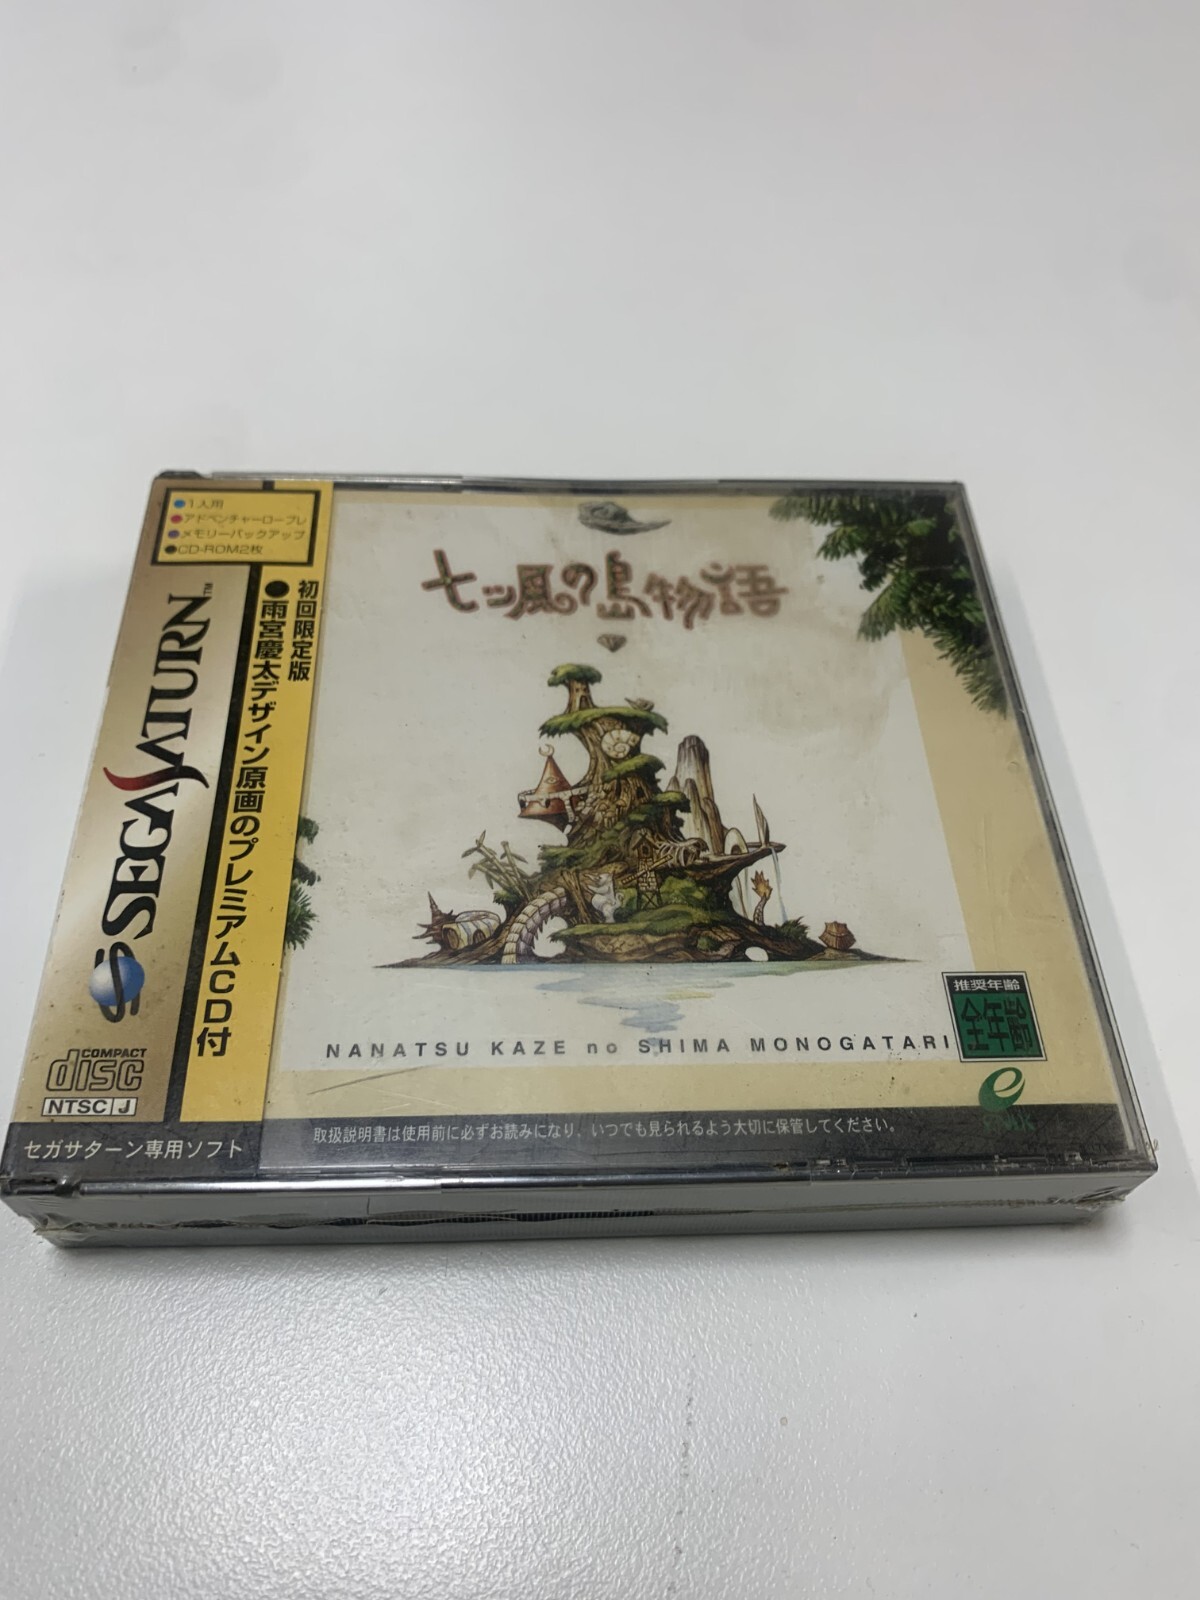 ●1人用
●アドベンチャーロープレ
●メモリーバックアップ
●CD-ROM2枚
SEGA SATURN™
初回限定版
●雨宮慶太デザイン原画のプレミアムCD付
COMPACT
disc
NTSC J
セガサターン専用ソフト
七ツ風の島物語
NANATSU KAZE no SHIMA MONOGATARI
推奨年齢
全年齢
取扱説明書は使用前に必ずお読みになり、いつでも見られるよう大切に保管してください。